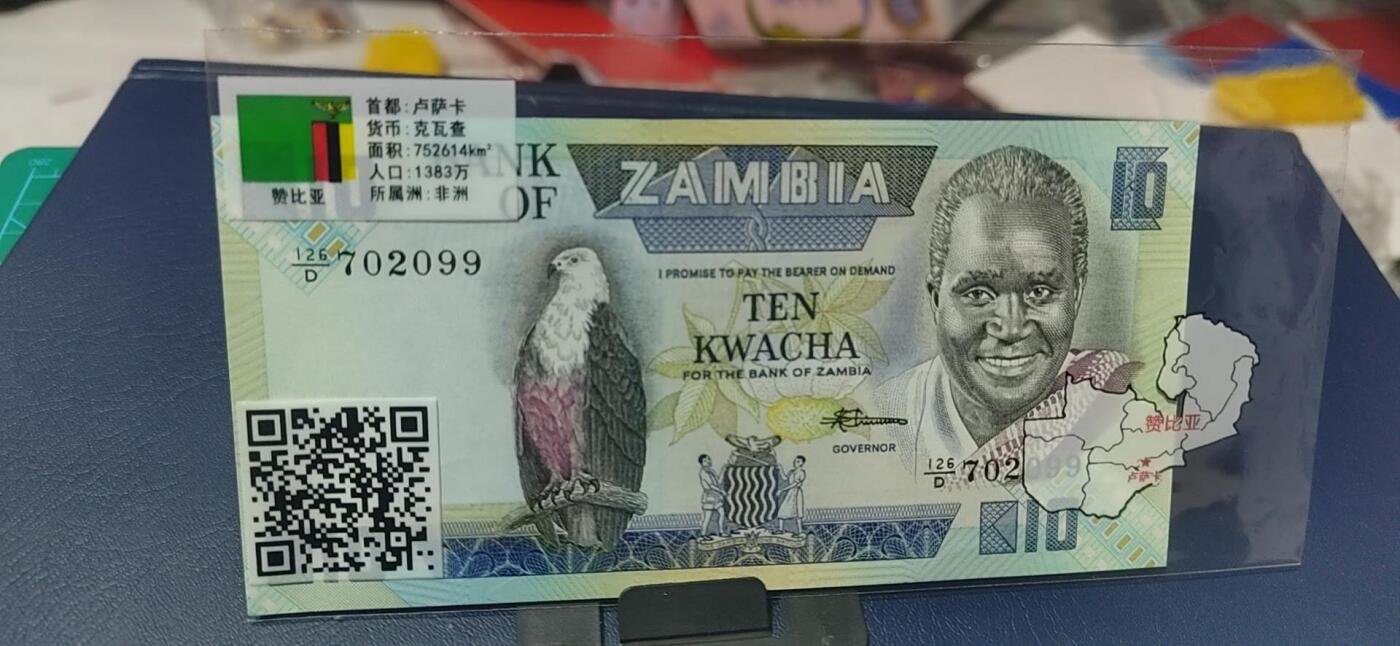 首都:卢萨卡
货币:克瓦查
面积:752614km²
人口:1383万
所属洲:非洲
赞比亚
NK
OF
ZAMBIA
10
126/D 702099
I PROMISE TO PAY THE BEARER ON DEMAND
TEN
KWACHA
FOR THE BANK OF ZAMBIA
GOVERNOR
赞比亚
126/D 702099
卢萨卡
10